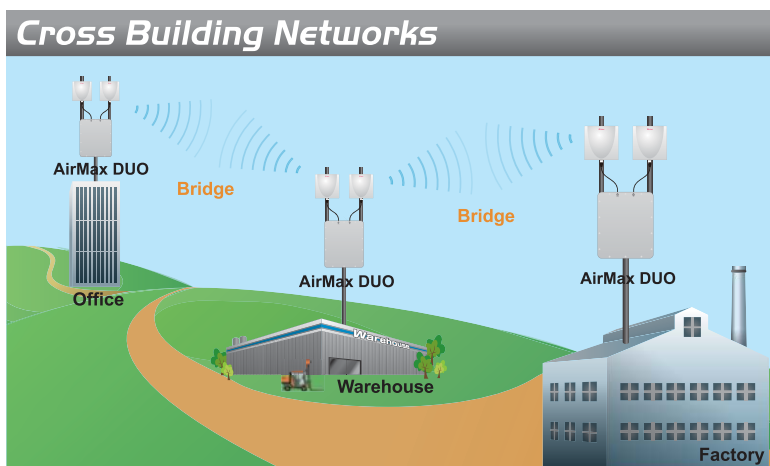 Cross Building Networks
AirMax DUO
Bridge
Bridge
AirMax DUO
AirMax DUO
Office
Warehouse
Warehouse
Factory